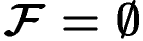 𝓕 = ∅